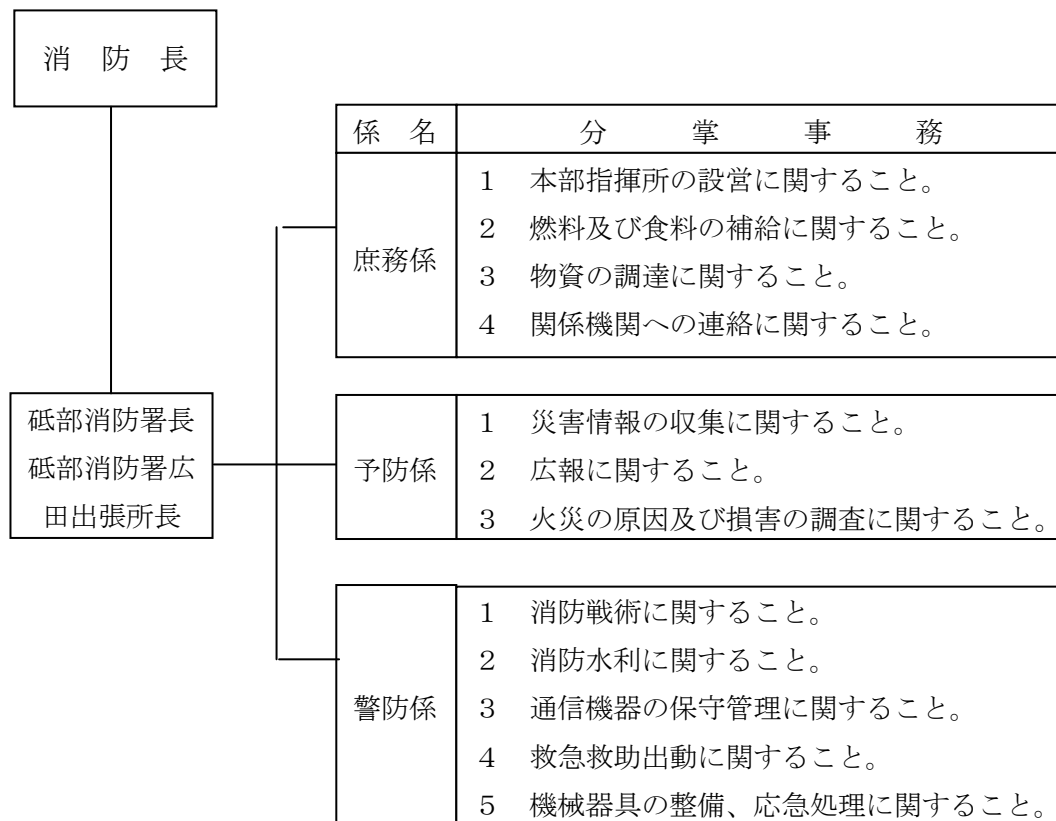 消 防 長
係 名 分 掌 事 務
庶務係
1 本部指揮所の設営に関すること。
2 燃料及び食料の補給に関すること。
3 物資の調達に関すること。
4 関係機関への連絡に関すること。
砥部消防署長
砥部消防署広
田出張所長
予防係
1 災害情報の収集に関すること。
2 広報に関すること。
3 火災の原因及び損害の調査に関すること。
警防係
1 消防戦術に関すること。
2 消防水利に関すること。
3 通信機器の保守管理に関すること。
4 救急救助出動に関すること。
5 機械器具の整備、応急処理に関すること。